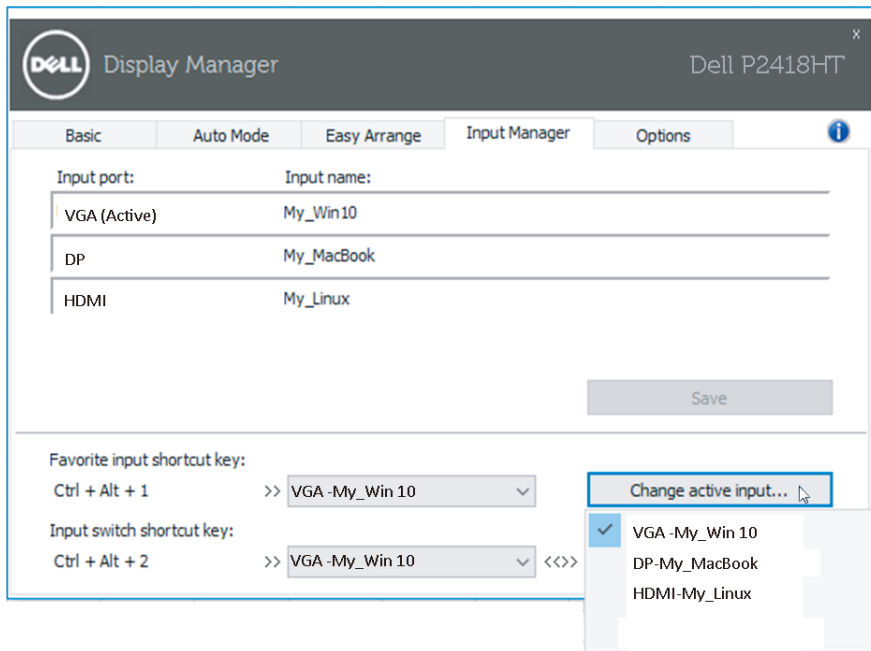 x
DELL Display Manager Dell P2418HT
Basic Auto Mode Easy Arrange Input Manager Options i
Input port: Input name:
VGA (Active) My_Win10
DP My_MacBook
HDMI My_Linux
Save
Favorite input shortcut key:
Ctrl + Alt + 1 >> VGA -My_Win 10 Change active input...
Input switch shortcut key:
VGA -My_Win 10
Ctrl + Alt + 2 >> VGA -My_Win 10 <<>>
DP-My_MacBook
HDMI-My_Linux